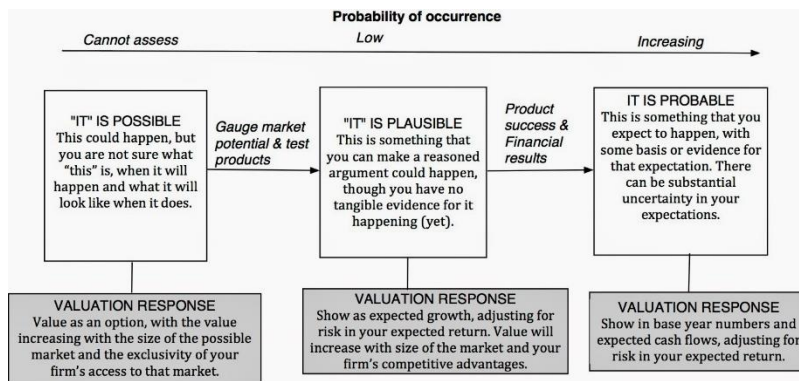 Probability of occurrence
Cannot assess
Low
Increasing
"IT" IS POSSIBLE
This could happen, but
you are not sure what
"this" is, when it will
happen and what it will
look like when it does.
Gauge market
potential & test
products
"IT" IS PLAUSIBLE
This is something that
you can make a reasoned
argument could happen,
though you have no
tangible evidence for it
happening (yet).
Product
success &
Financial
results
IT IS PROBABLE
This is something that you
expect to happen, with
some basis or evidence for
that expectation. There
can be substantial
uncertainty in your
expectations.
VALUATION RESPONSE
Value as an option, with the value
increasing with the size of the possible
market and the exclusivity of your
firm's access to that market.
VALUATION RESPONSE
Show as expected growth, adjusting for
risk in your expected return. Value will
increase with size of the market and your
firm's competitive advantages.
VALUATION RESPONSE
Show in base year numbers and
expected cash flows, adjusting for
risk in your expected return.